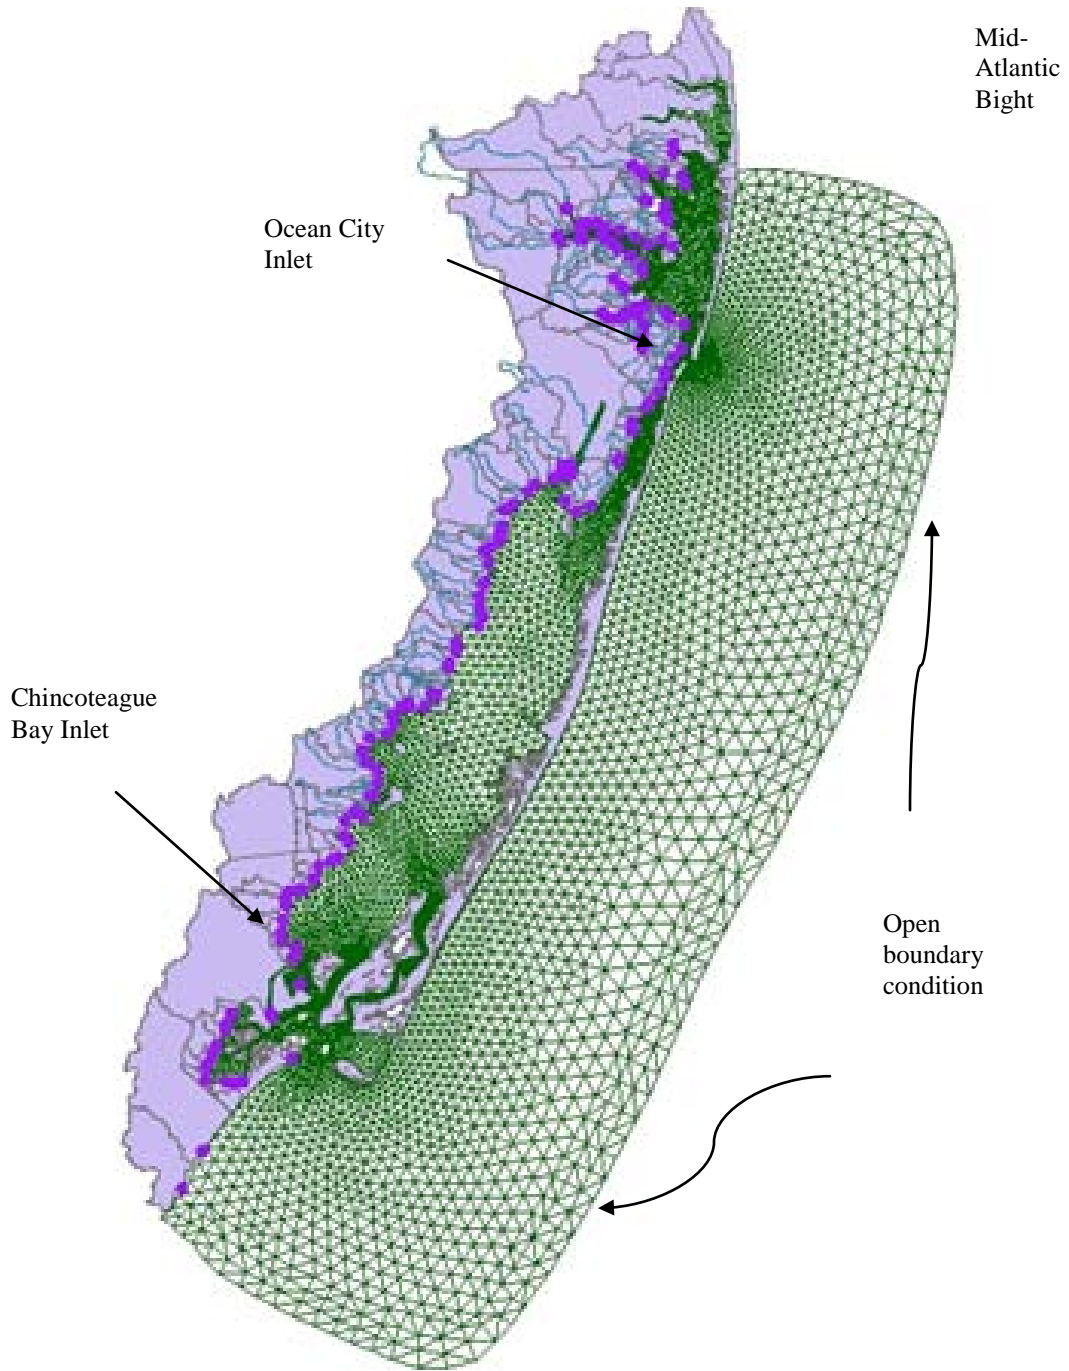 Mid-
Atlantic
Bight
Ocean City
Inlet
Chincoteague
Bay Inlet
Open
boundary
condition